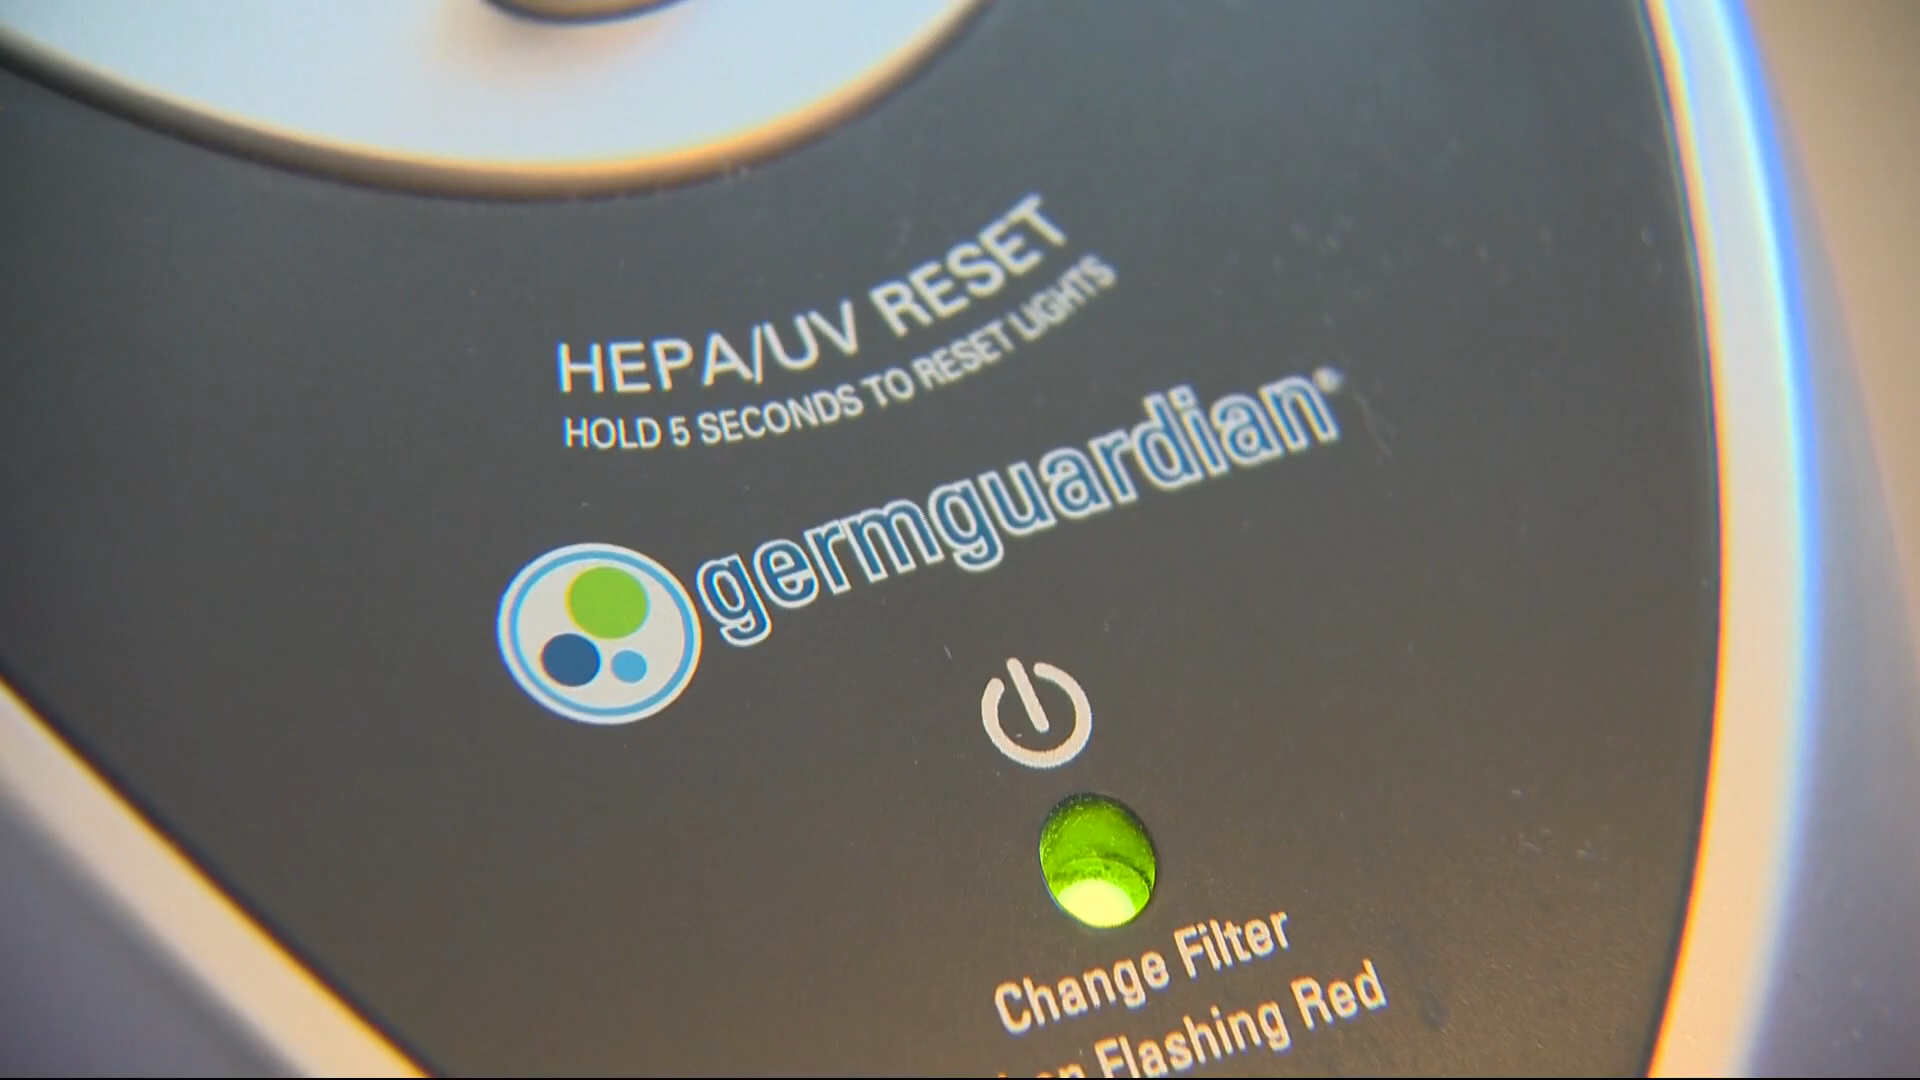 HEPA/UV RESET
HOLD 5 SECONDS TO RESET LIGHTS
germguardian®
Change Filter
Flashing Red